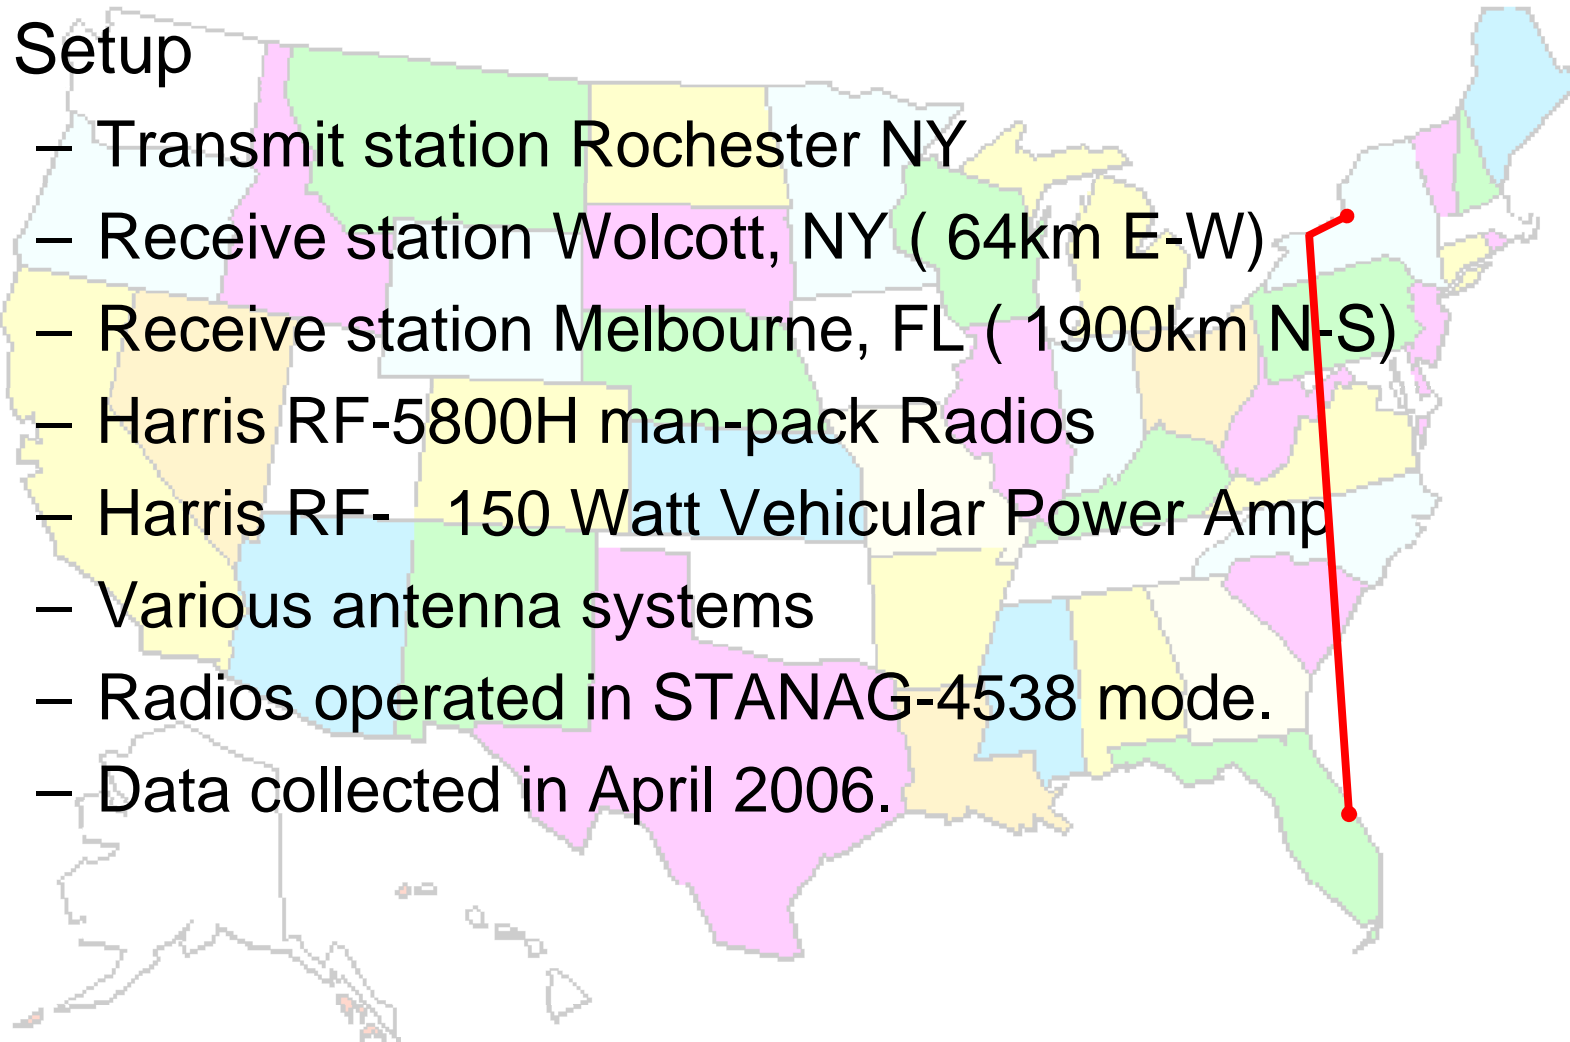 Setup
– Transmit station Rochester NY
– Receive station Wolcott, NY ( 64km E-W)
– Receive station Melbourne, FL ( 1900km N-S)
– Harris RF-5800H man-pack Radios
– Harris RF-   150 Watt Vehicular Power Amp
– Various antenna systems
– Radios operated in STANAG-4538 mode.
– Data collected in April 2006.